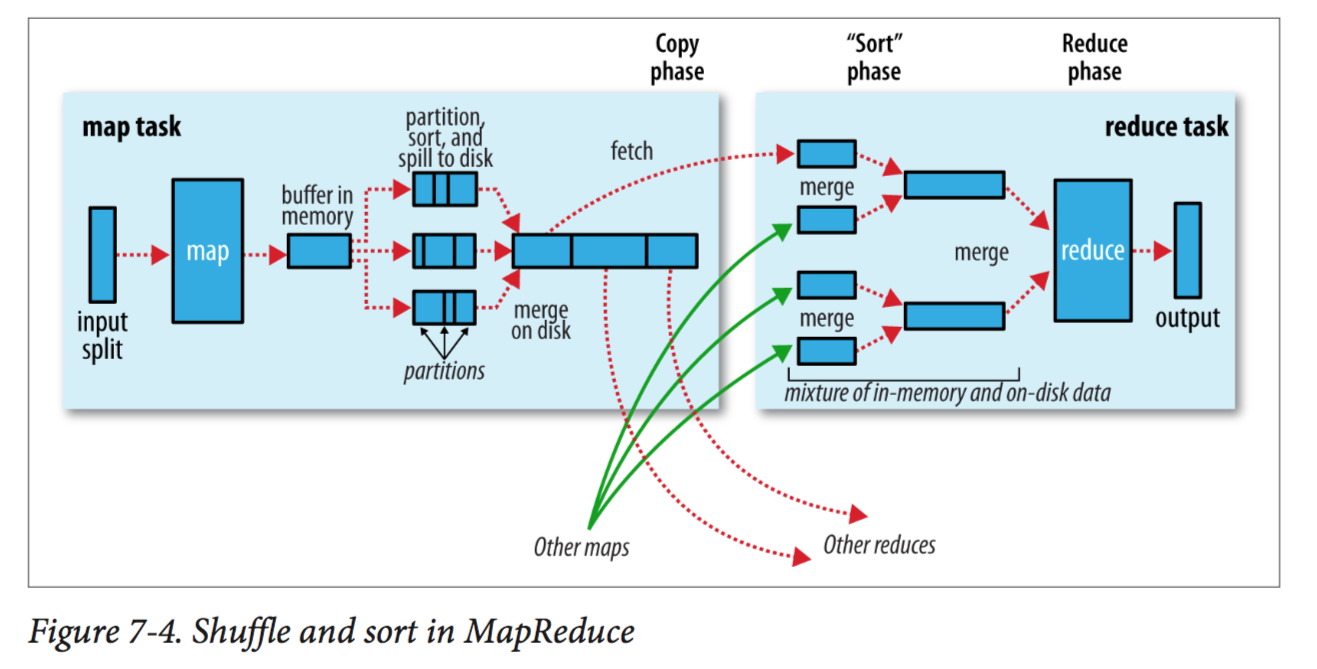 Copy
phase
“Sort”
phase
Reduce
phase
map task
partition,
sort, and
spill to disk
fetch
reduce task
buffer in
memory
merge
map
merge
reduce
input
split
merge
on disk
merge
output
partitions
mixture of in-memory and on-disk data
Other maps
Other reduces
Figure 7-4. Shuffle and sort in MapReduce